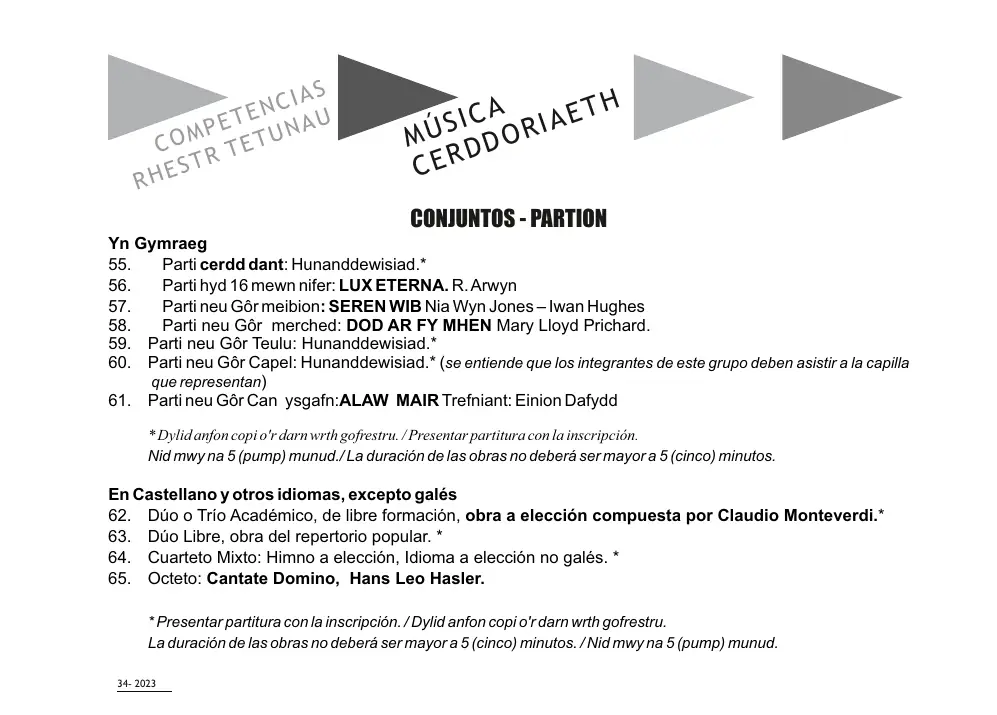 COMPETENCIAS
RHESTR TETUNAU
MÚSICA
CERDDORIAETH
CONJUNTOS - PARTION
Yn Gymraeg
55. Parti cerdd dant: Hunanddewisiad.*
56. Parti hyd 16 mewn nifer: LUX ETERNA. R. Arwyn
57. Parti neu Gôr meibion: SEREN WIB Nia Wyn Jones – Iwan Hughes
58. Parti neu Gôr merched: DOD AR FY MHEN Mary Lloyd Prichard.
59. Parti neu Gôr Teulu: Hunanddewisiad.*
60. Parti neu Gôr Capel: Hunanddewisiad.* (se entiende que los integrantes de este grupo deben asistir a la capilla
que representan)
61. Parti neu Gôr Can ysgafn:ALAW MAIR Trefniant: Einion Dafydd
* Dylid anfon copi o'r darn wrth gofrestru. / Presentar partitura con la inscripción.
Nid mwy na 5 (pump) munud./ La duración de las obras no deberá ser mayor a 5 (cinco) minutos.
En Castellano y otros idiomas, excepto galés
62. Dúo o Trío Académico, de libre formación, obra a elección compuesta por Claudio Monteverdi.*
63. Dúo Libre, obra del repertorio popular. *
64. Cuarteto Mixto: Himno a elección, Idioma a elección no galés. *
65. Octeto: Cantate Domino, Hans Leo Hasler.
* Presentar partitura con la inscripción. / Dylid anfon copi o'r darn wrth gofrestru.
La duración de las obras no deberá ser mayor a 5 (cinco) minutos. / Nid mwy na 5 (pump) munud.
34- 2023